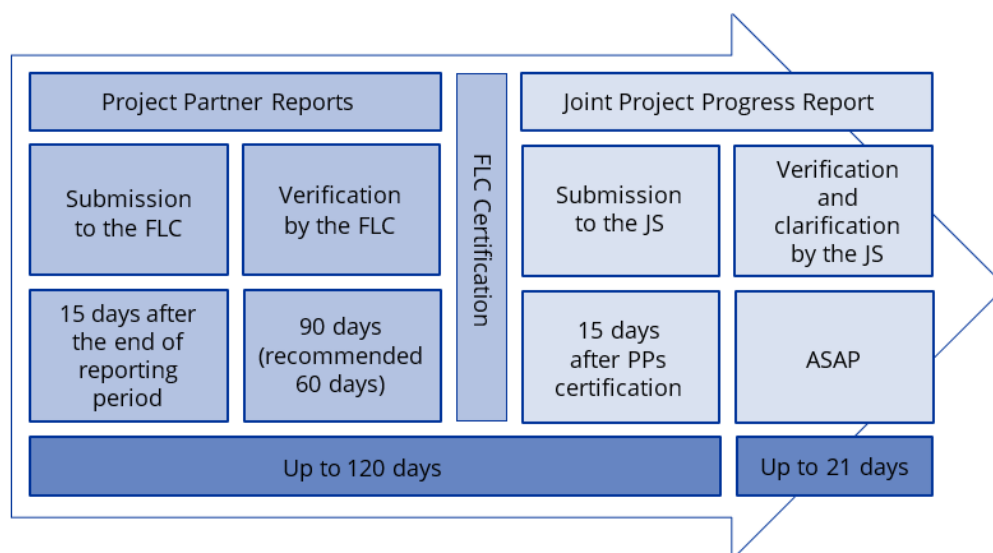 Project Partner Reports
FLC Certification
Joint Project Progress Report
Submission
to the FLC
Verification
by the FLC
Submission
to the JS
Verification
and
clarification
by the JS
15 days after
the end of
reporting
period
90 days
(recommended
60 days)
15 days
after PPs
certification
ASAP
Up to 120 days
Up to 21 days